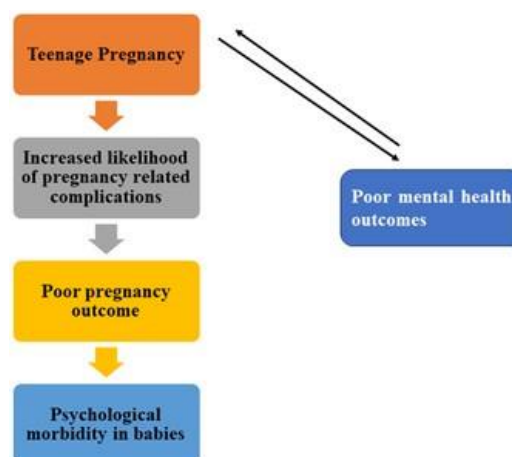 Teenage Pregnancy
Increased likelihood
of pregnancy related
complications
Poor mental health
outcomes
Poor pregnancy
outcome
Psychological
morbidity in babies